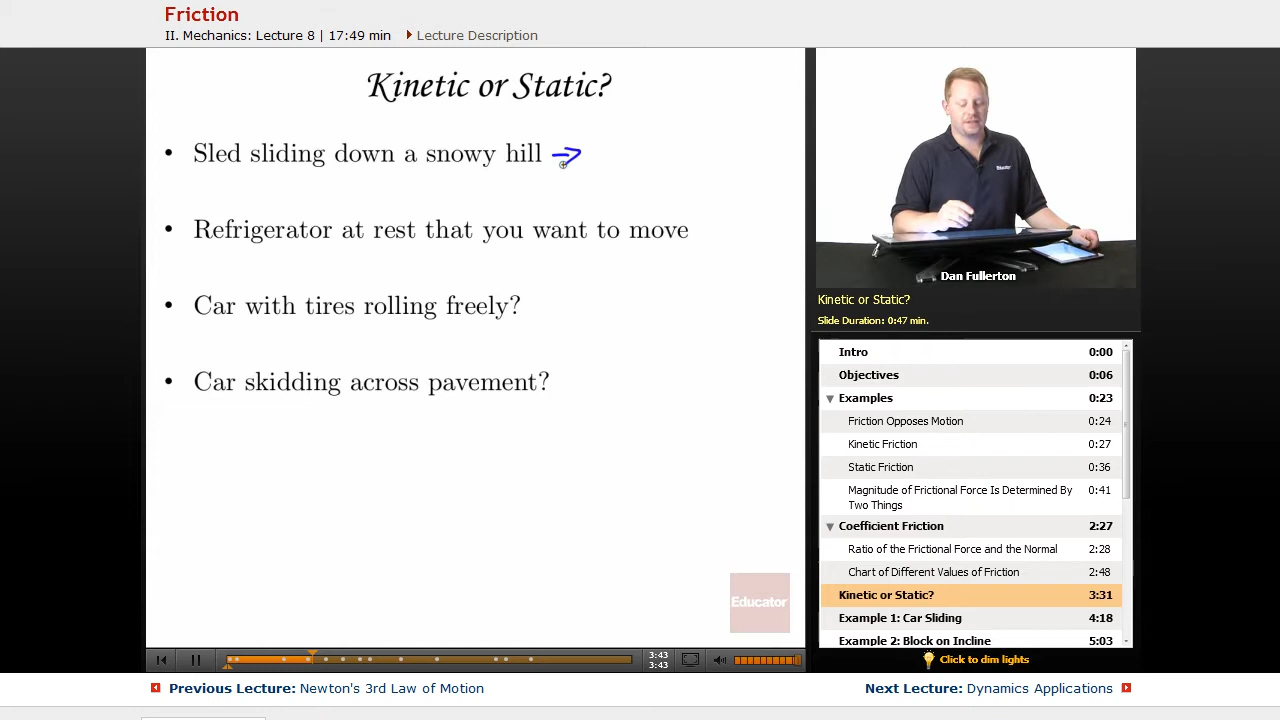 Friction
II. Mechanics: Lecture 8 | 17:49 min
Lecture Description
Kinetic or Static?
• Sled sliding down a snowy hill →
• Refrigerator at rest that you want to move
• Car with tires rolling freely?
• Car skidding across pavement?
Educator
Dan Fullerton
Kinetic or Static?
Slide Duration: 0:47 min.
Intro 0:00
Objectives 0:06
Examples 0:23
Friction Opposes Motion 0:24
Kinetic Friction 0:27
Static Friction 0:36
Magnitude of Frictional Force Is Determined By
Two Things 0:41
Coefficient Friction 2:27
Ratio of the Frictional Force and the Normal 2:28
Chart of Different Values of Friction 2:48
Kinetic or Static? 3:31
Example 1: Car Sliding 4:18
Example 2: Block on Incline 5:03
3:43
3:43
Click to dim lights
Previous Lecture: Newton's 3rd Law of Motion
Next Lecture: Dynamics Applications